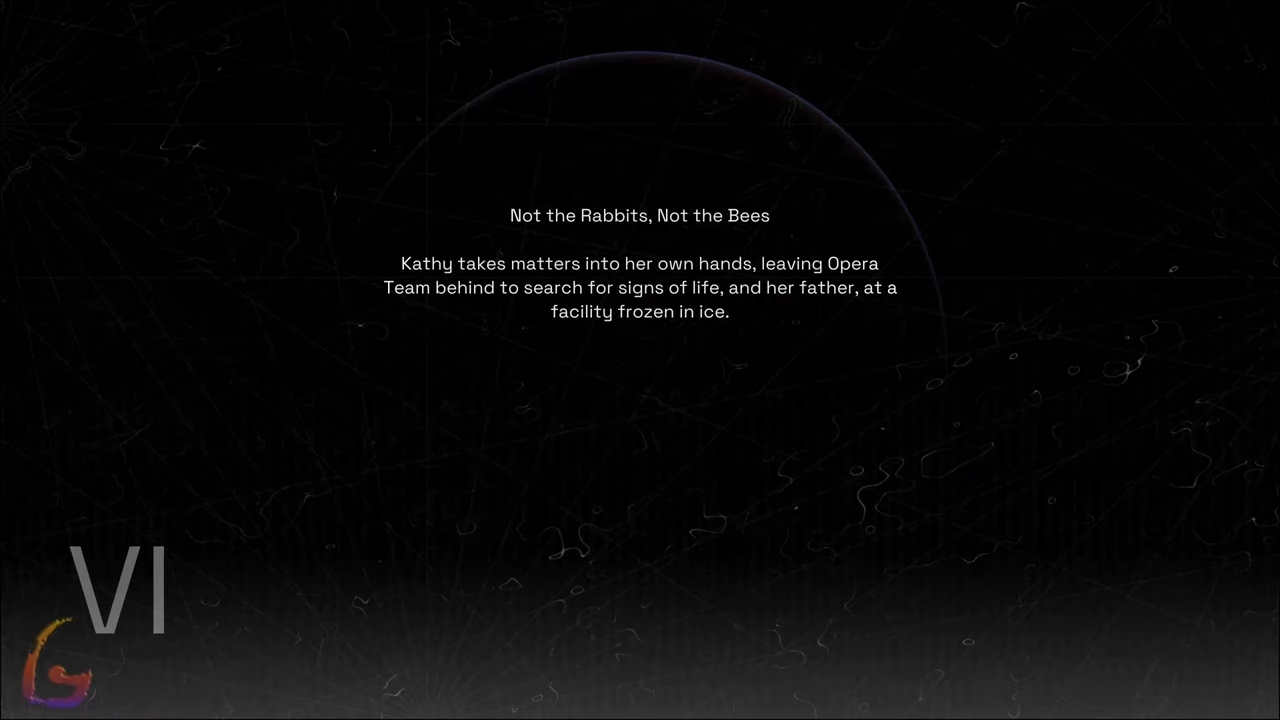 Not the Rabbits, Not the Bees
Kathy takes matters into her own hands, leaving Opera
Team behind to search for signs of life, and her father, at a
facility frozen in ice.
VI
G